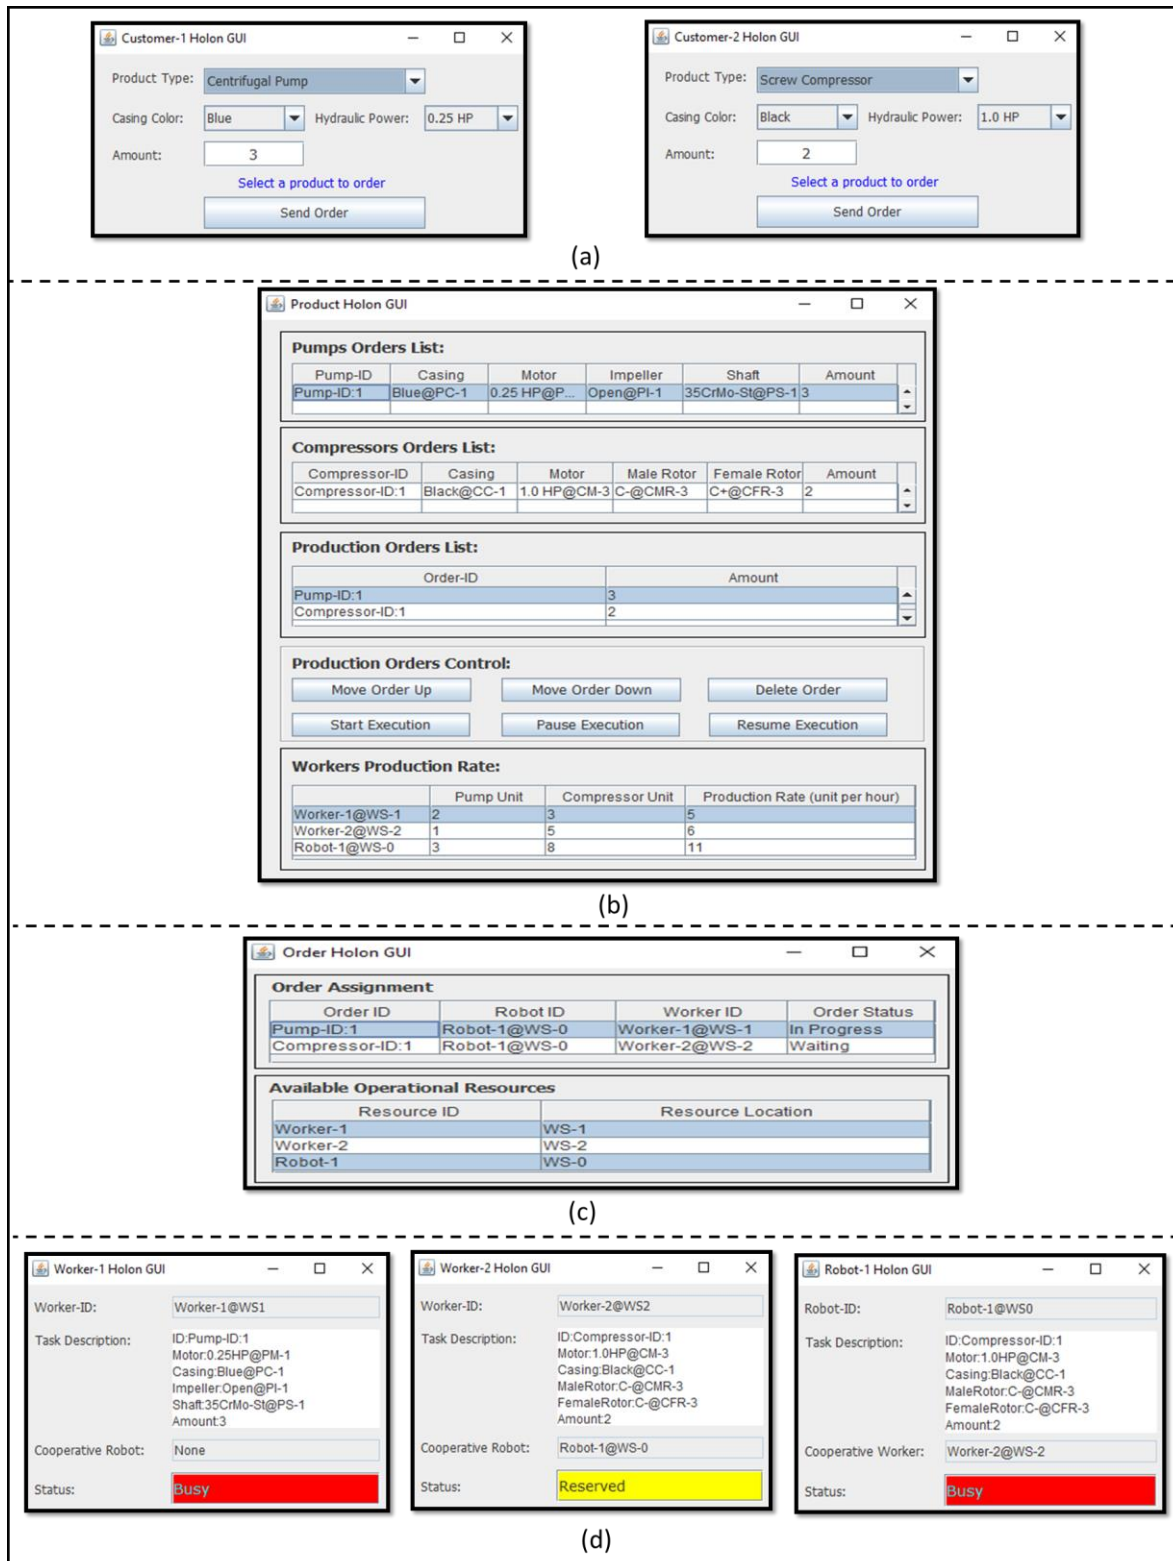 Customer-1 Holon GUI
Product Type: Centrifugal Pump
Casing Color: Blue Hydraulic Power: 0.25 HP
Amount: 3
Select a product to order
Send Order
Customer-2 Holon GUI
Product Type: Screw Compressor
Casing Color: Black Hydraulic Power: 1.0 HP
Amount: 2
Select a product to order
Send Order
(a)
Product Holon GUI
Pumps Orders List:
Pump-ID Casing Motor Impeller Shaft Amount
Pump-ID:1 Blue@PC-1 0.25 HP@P... Open@PI-1 35CrMo-St@PS-1 3
Compressors Orders List:
Compressor-ID Casing Motor Male Rotor Female Rotor Amount
Compressor-ID:1 Black@CC-1 1.0 HP@CM-3 C-@CMR-3 C+@CFR-3 2
Production Orders List:
Order-ID Amount
Pump-ID:1 3
Compressor-ID:1 2
Production Orders Control:
Move Order Up Move Order Down Delete Order
Start Execution Pause Execution Resume Execution
Workers Production Rate:
Pump Unit Compressor Unit Production Rate (unit per hour)
Worker-1@WS-1 2 3 5
Worker-2@WS-2 1 5 6
Robot-1@WS-0 3 8 11
(b)
Order Holon GUI
Order Assignment
Order ID Robot ID Worker ID Order Status
Pump-ID:1 Robot-1@WS-0 Worker-1@WS-1 In Progress
Compressor-ID:1 Robot-1@WS-0 Worker-2@WS-2 Waiting
Available Operational Resources
Resource ID Resource Location
Worker-1 WS-1
Worker-2 WS-2
Robot-1 WS-0
(c)
Worker-1 Holon GUI
Worker-ID: Worker-1@WS1
Task Description: ID:Pump-ID:1
Motor:0.25HP@PM-1
Casing:Blue@PC-1
Impeller:Open@PI-1
Shaft:35CrMo-St@PS-1
Amount:3
Cooperative Robot: None
Status: Busy
Worker-2 Holon GUI
Worker-ID: Worker-2@WS2
Task Description: ID:Compressor-ID:1
Motor:1.0HP@CM-3
Casing:Black@CC-1
MaleRotor:C-@CMR-3
FemaleRotor:C-@CFR-3
Amount:2
Cooperative Robot: Robot-1@WS-0
Status: Reserved
Robot-1 Holon GUI
Robot-ID: Robot-1@WS0
Task Description: ID:Compressor-ID:1
Motor:1.0HP@CM-3
Casing:Black@CC-1
MaleRotor:C-@CMR-3
FemaleRotor:C-@CFR-3
Amount:2
Cooperative Worker: Worker-2@WS-2
Status: Busy
(d)